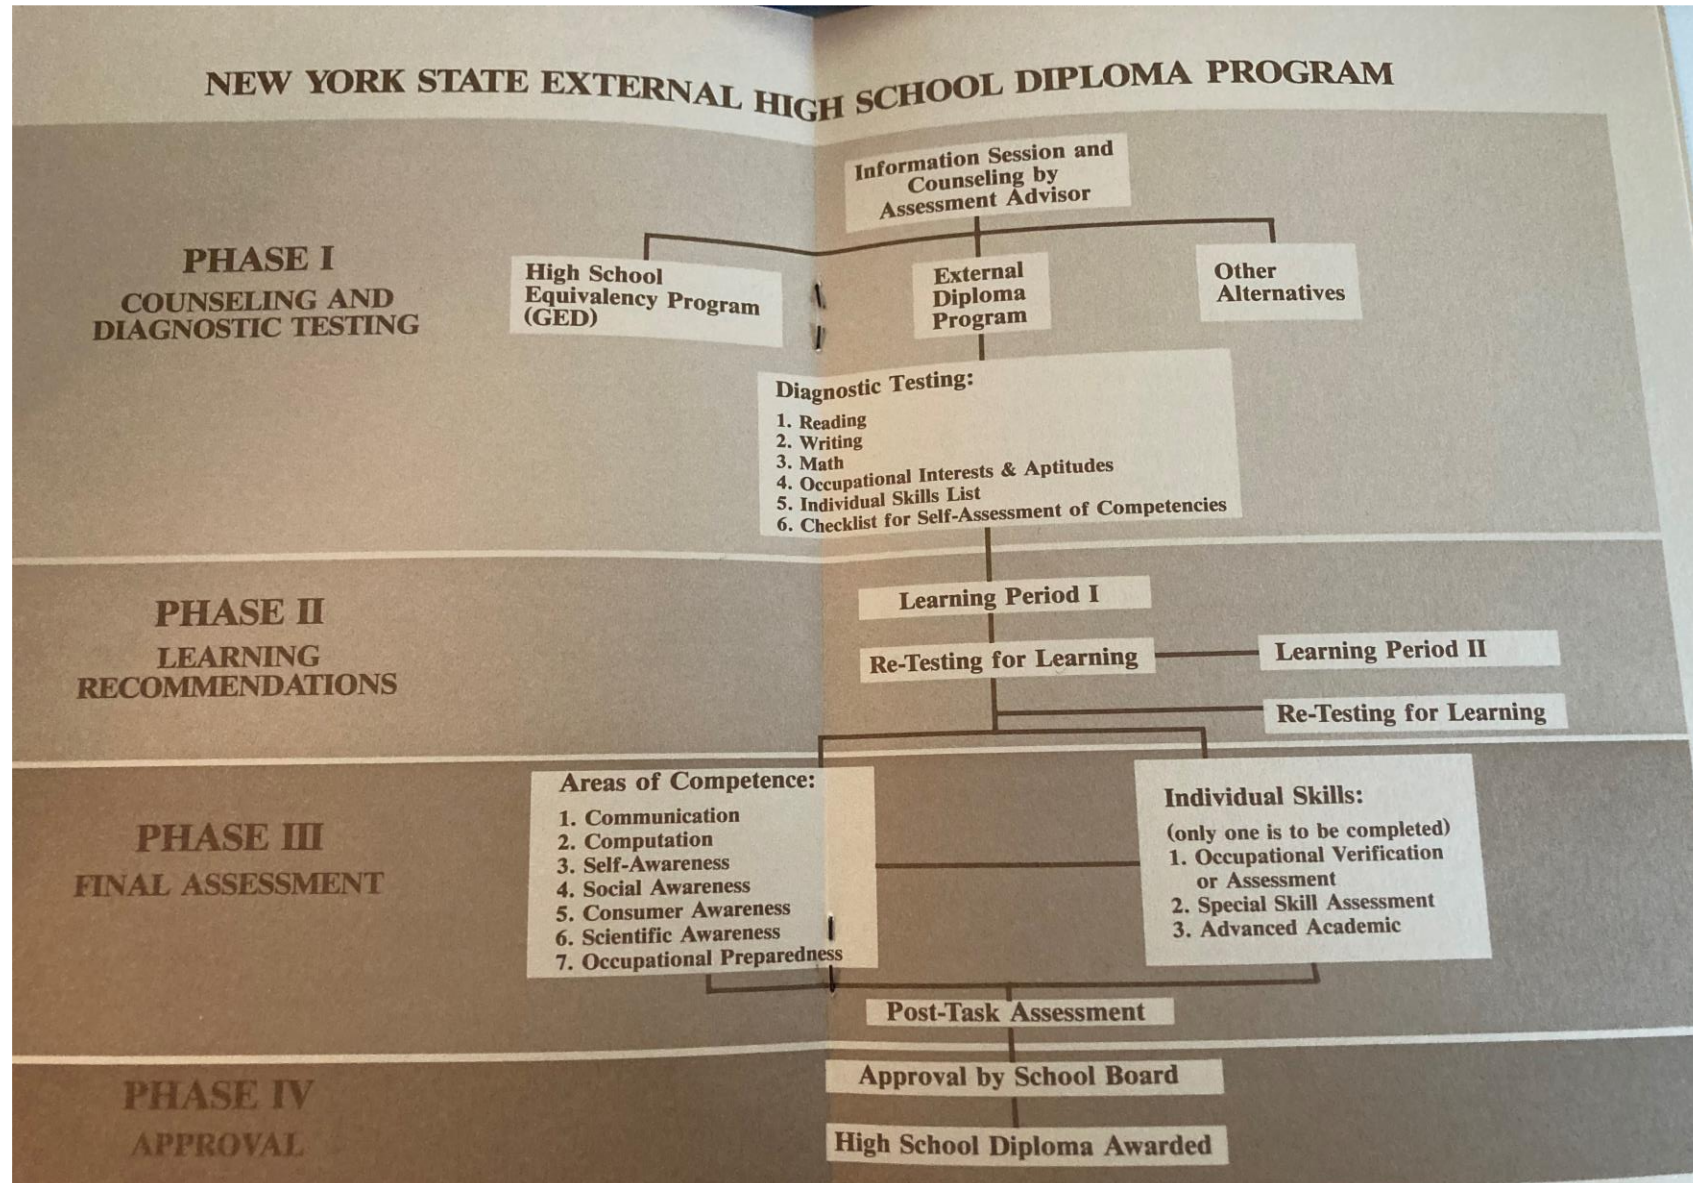 NEW YORK STATE EXTERNAL HIGH SCHOOL DIPLOMA PROGRAM
PHASE I
COUNSELING AND
DIAGNOSTIC TESTING
Information Session and
Counseling by
Assessment Advisor
High School
Equivalency Program
(GED)
External
Diploma
Program
Other
Alternatives
Diagnostic Testing:
1. Reading
2. Writing
3. Math
4. Occupational Interests & Aptitudes
5. Individual Skills List
6. Checklist for Self-Assessment of Competencies
PHASE II
LEARNING
RECOMMENDATIONS
Learning Period I
Re-Testing for Learning
Learning Period II
Re-Testing for Learning
PHASE III
FINAL ASSESSMENT
Areas of Competence:
1. Communication
2. Computation
3. Self-Awareness
4. Social Awareness
5. Consumer Awareness
6. Scientific Awareness
7. Occupational Preparedness
Individual Skills:
(only one is to be completed)
1. Occupational Verification
or Assessment
2. Special Skill Assessment
3. Advanced Academic
Post-Task Assessment
PHASE IV
APPROVAL
Approval by School Board
High School Diploma Awarded